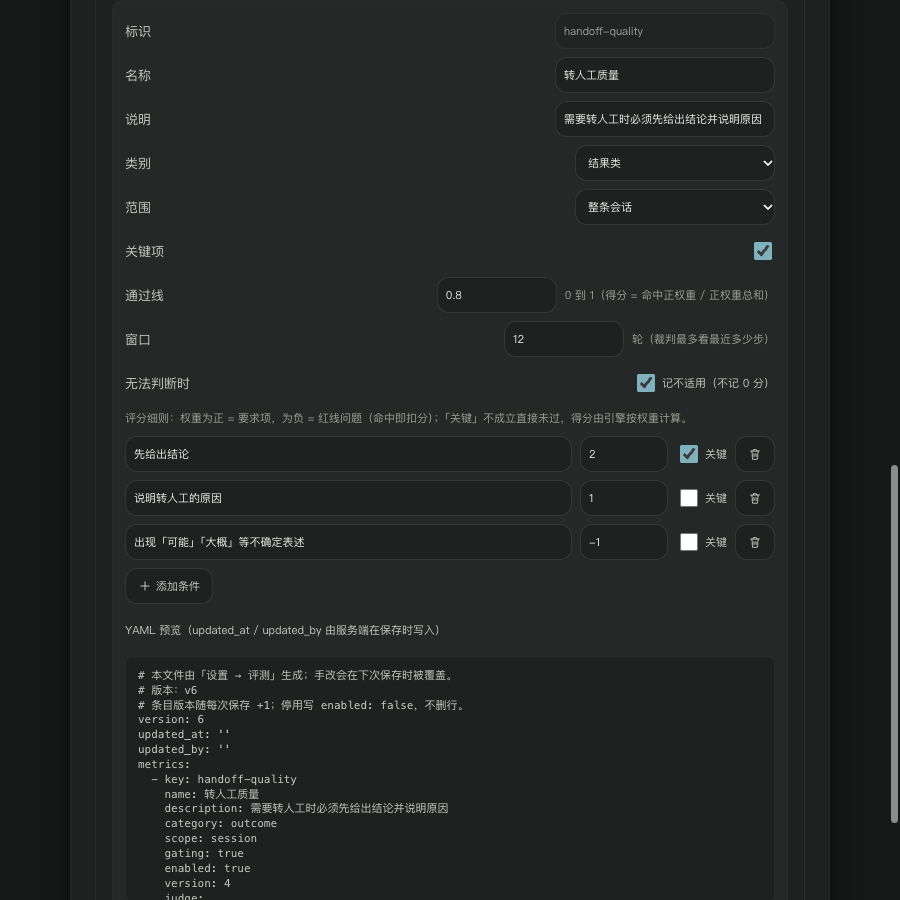 标识 handoff-quality
名称 转人工质量
说明 需要转人工时必须先给出结论并说明原因
类别 结果类
范围 整条会话
关键项
通过线 0.8 0 到 1（得分 = 命中正权重 / 正权重总和）
窗口 12 轮（裁判最多看最近多少步）
无法判断时 记不适用（不记 0 分）
评分细则：权重为正 = 要求项，为负 = 红线问题（命中即扣分）；「关键」不成立直接未过，得分由引擎按权重计算。
先给出结论 2 关键
说明转人工的原因 1 关键
出现「可能」「大概」等不确定表述 -1 关键
+ 添加条件
YAML 预览（updated_at / updated_by 由服务端在保存时写入）
# 本文件由「设置 → 评测」生成；手改会在下次保存时被覆盖。
# 版本：v6
# 条目版本随每次保存 +1；停用写 enabled: false，不删行。
version: 6
updated_at: ''
updated_by: ''
metrics:
- key: handoff-quality
name: 转人工质量
description: 需要转人工时必须先给出结论并说明原因
category: outcome
scope: session
gating: true
enabled: true
version: 4
judge: